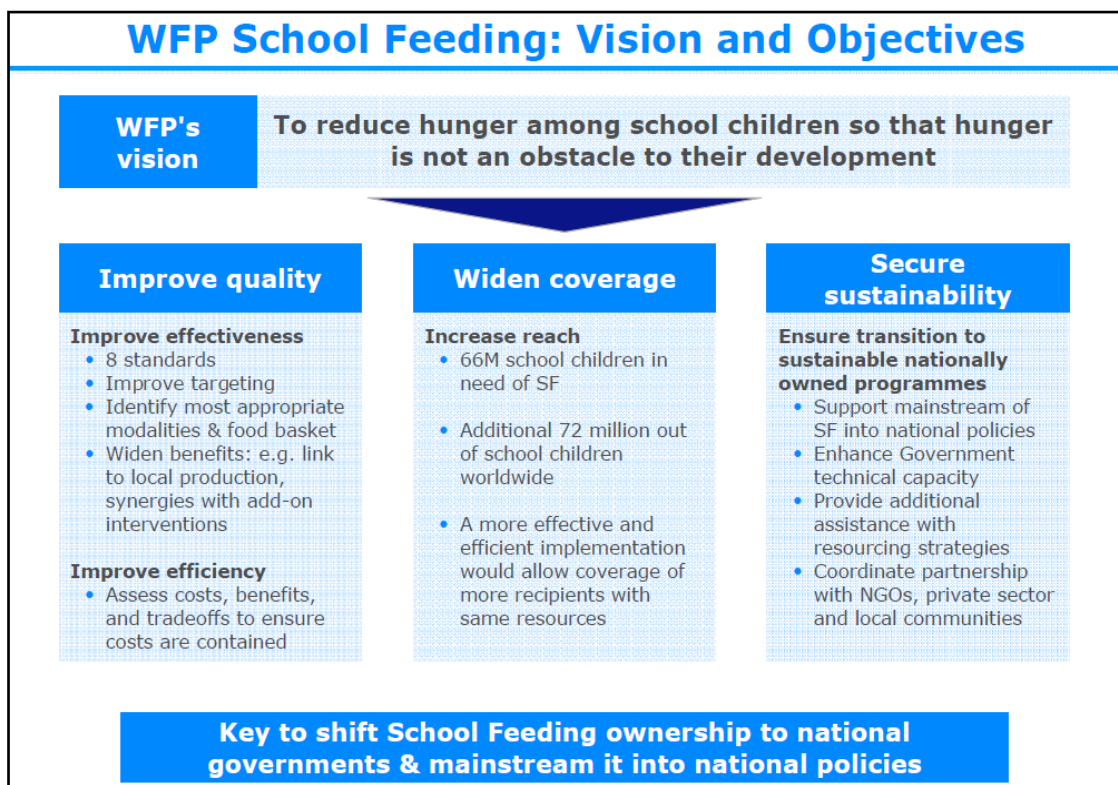 WFP School Feeding: Vision and Objectives
WFP's
vision
To reduce hunger among school children so that hunger
is not an obstacle to their development
Improve quality
Improve effectiveness
• 8 standards
• Improve targeting
• Identify most appropriate
modalities & food basket
• Widen benefits: e.g. link
to local production,
synergies with add-on
interventions
Improve efficiency
• Assess costs, benefits,
and tradeoffs to ensure
costs are contained
Widen coverage
Increase reach
• 66M school children in
need of SF
• Additional 72 million out
of school children
worldwide
• A more effective and
efficient implementation
would allow coverage of
more recipients with
same resources
Secure
sustainability
Ensure transition to
sustainable nationally
owned programmes
• Support mainstream of
SF into national policies
• Enhance Government
technical capacity
• Provide additional
assistance with
resourcing strategies
• Coordinate partnership
with NGOs, private sector
and local communities
Key to shift School Feeding ownership to national
governments & mainstream it into national policies